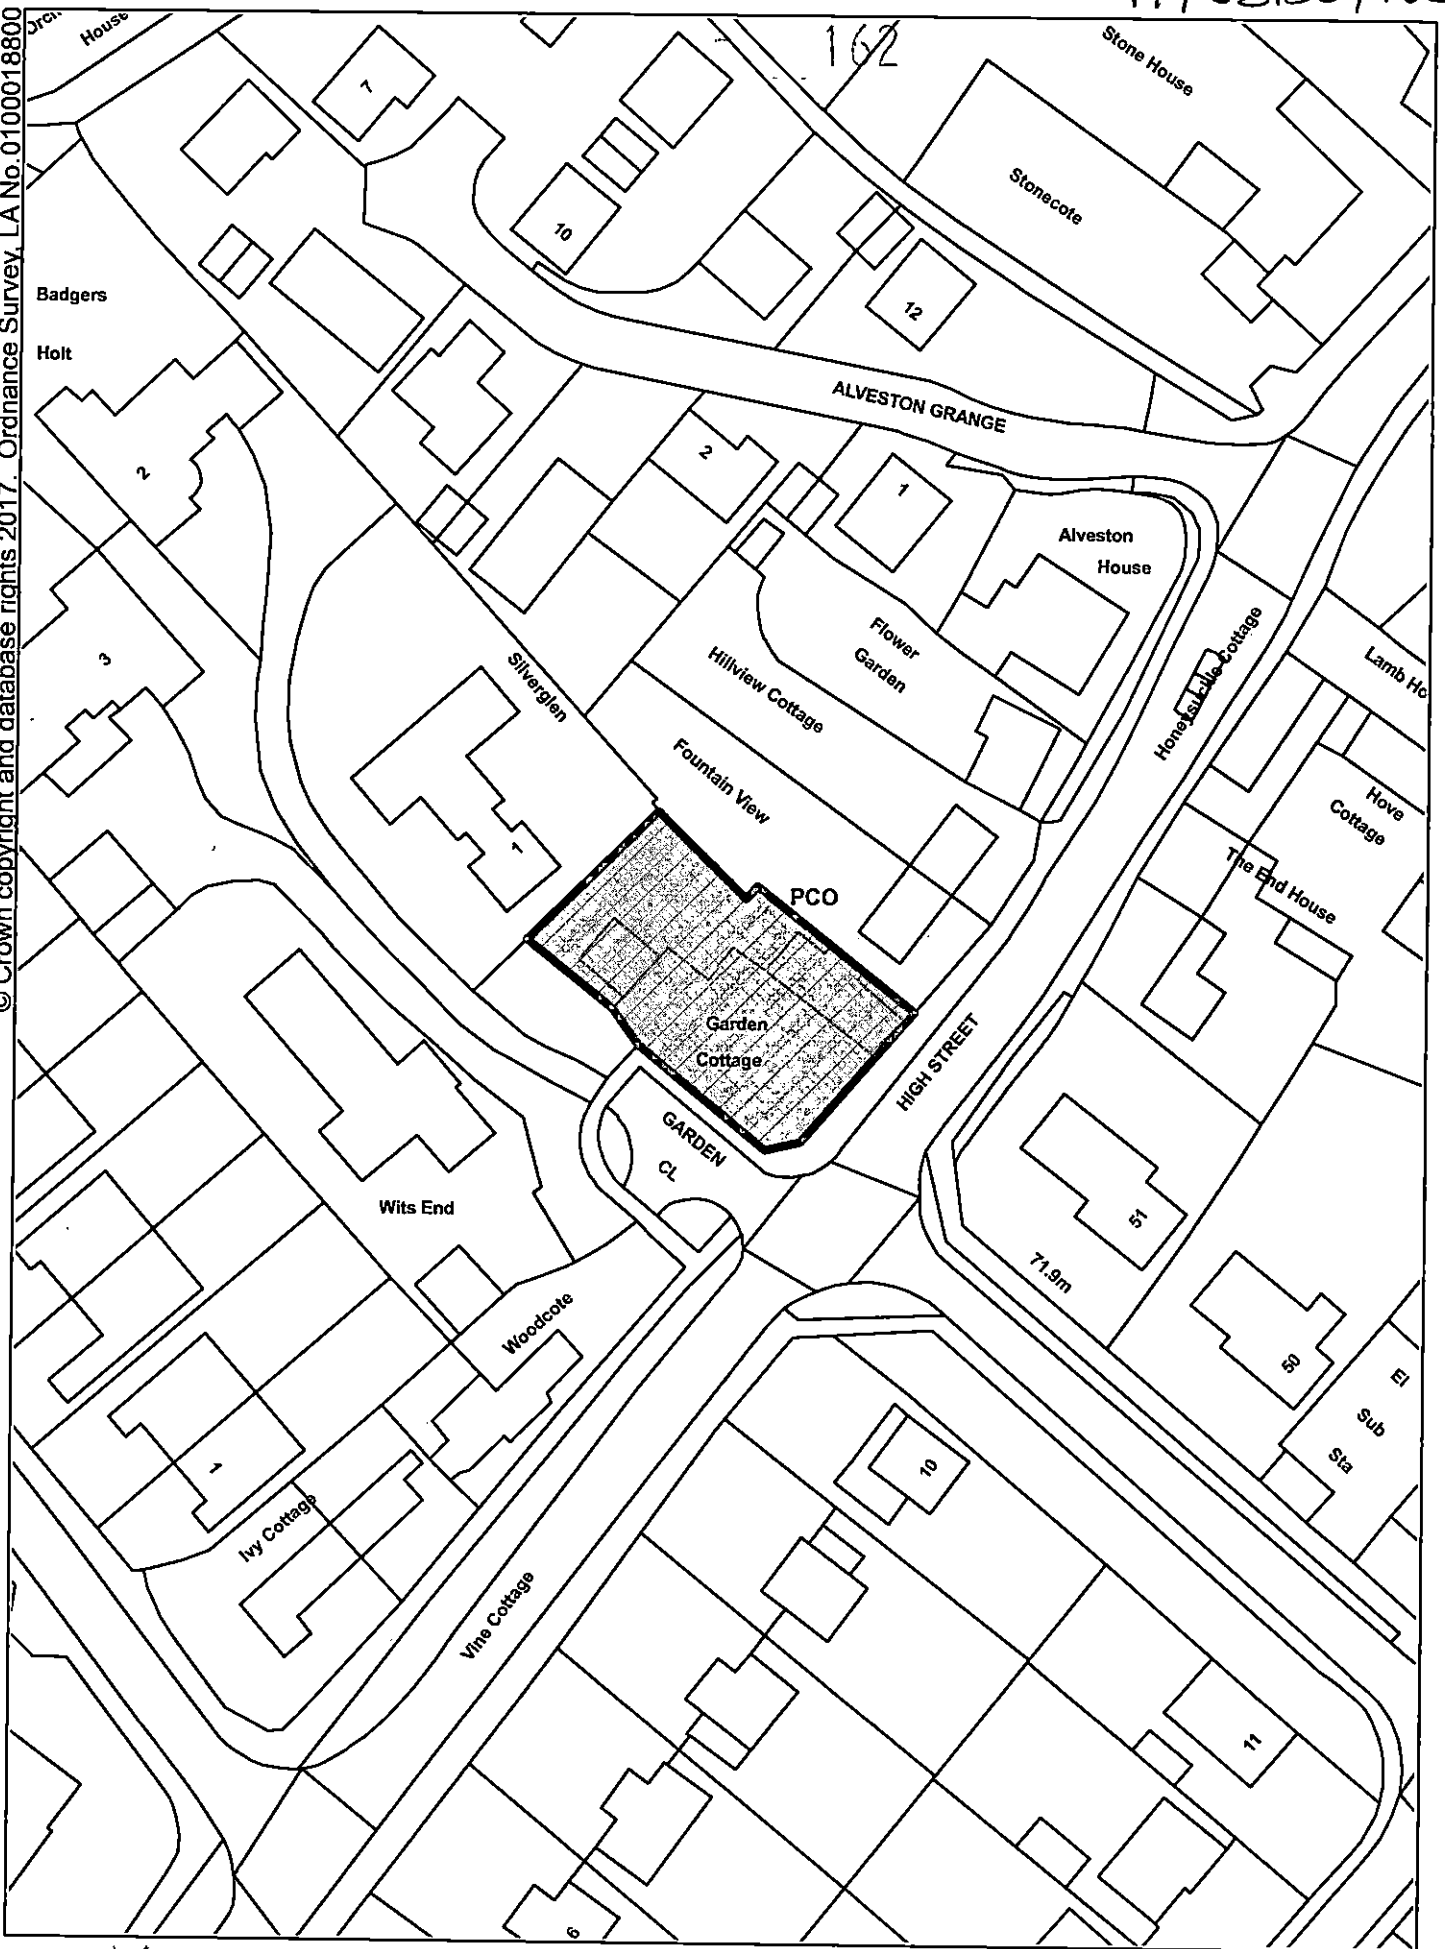 162
House
7
Stone House
Stonecote
10
12
Badgers
Holt
ALVESTON GRANGE
2
2
1
Alveston
House
3
Flower
Garden
Silverglen
Hillview Cottage
Honeysuckle Cottage
Fountain View
Hove
Cottage
1
The End House
PCO
Garden
Cottage
HIGH STREET
GARDEN
CL
Wits End
51
71.9m
Woodcote
50
El
Sub
Sta
1
10
Ivy Cottage
Vine Cottage
11
6
© Crown copyright and database rights 2017. Ordnance Survey, LA No.0100018800